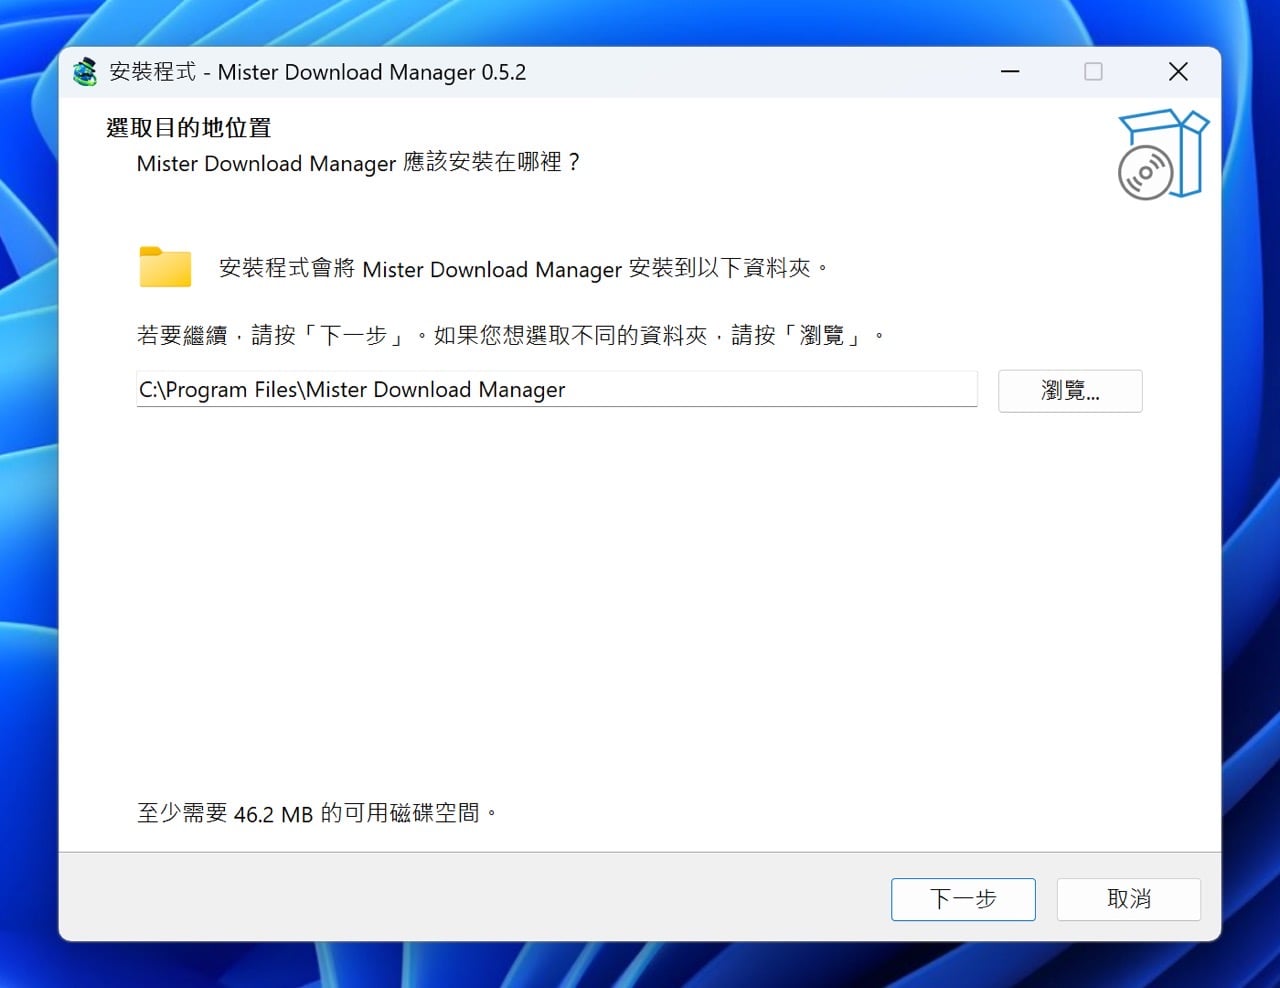 安裝程式 - Mister Download Manager 0.5.2
選取目的地位置
Mister Download Manager 應該安裝在哪裡？
安裝程式會將 Mister Download Manager 安裝到以下資料夾。
若要繼續，請按「下一步」。如果您想選取不同的資料夾，請按「瀏覽」。
C:\Program Files\Mister Download Manager
瀏覽...
至少需要 46.2 MB 的可用磁碟空間。
下一步
取消